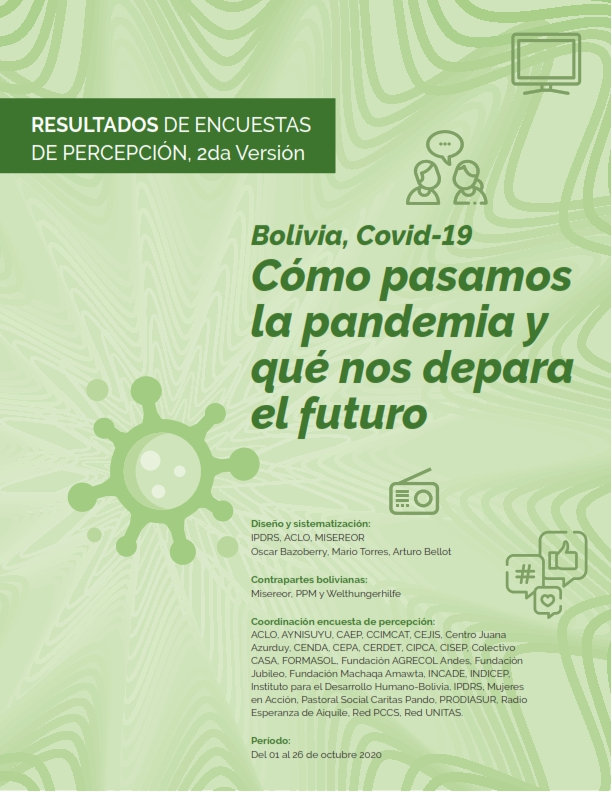 RESULTADOS DE ENCUESTAS
DE PERCEPCIÓN, 2da Versión
Bolivia, Covid-19
Cómo pasamos
la pandemia y
qué nos depara
el futuro
Diseño y sistematización:
IPDRS, ACLO, MISEREOR
Oscar Bazoberry, Mario Torres, Arturo Bellot
Contrapartes bolivianas:
Misereor, PPM y Welthungerhilfe
Coordinación encuesta de percepción:
ACLO, AYNISUYU, CAEP, CCIMCAT, CEJIS, Centro Juana
Azurduy, CENDA, CEPA, CERDET, CIPCA, CISEP, Colectivo
CASA, FORMASOL, Fundación AGRECOL Andes, Fundación
Jubileo, Fundación Machaqa Amawta, INCADE, INDICEP,
Instituto para el Desarrollo Humano-Bolivia, IPDRS, Mujeres
en Acción, Pastoral Social Caritas Pando, PRODIASUR, Radio
Esperanza de Aiquile, Red PCCS, Red UNITAS.
Periodo:
Del 01 al 26 de octubre 2020